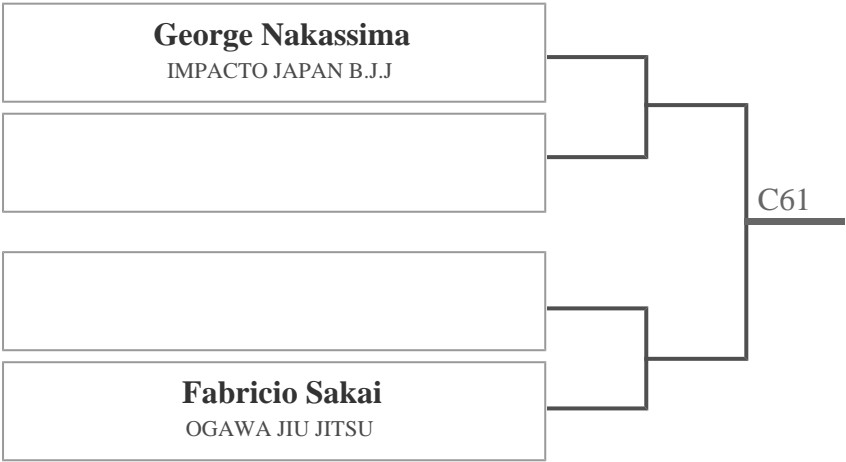 George Nakassima
IMPACTO JAPAN B.J.J
C61
Fabricio Sakai
OGAWA JIU JITSU